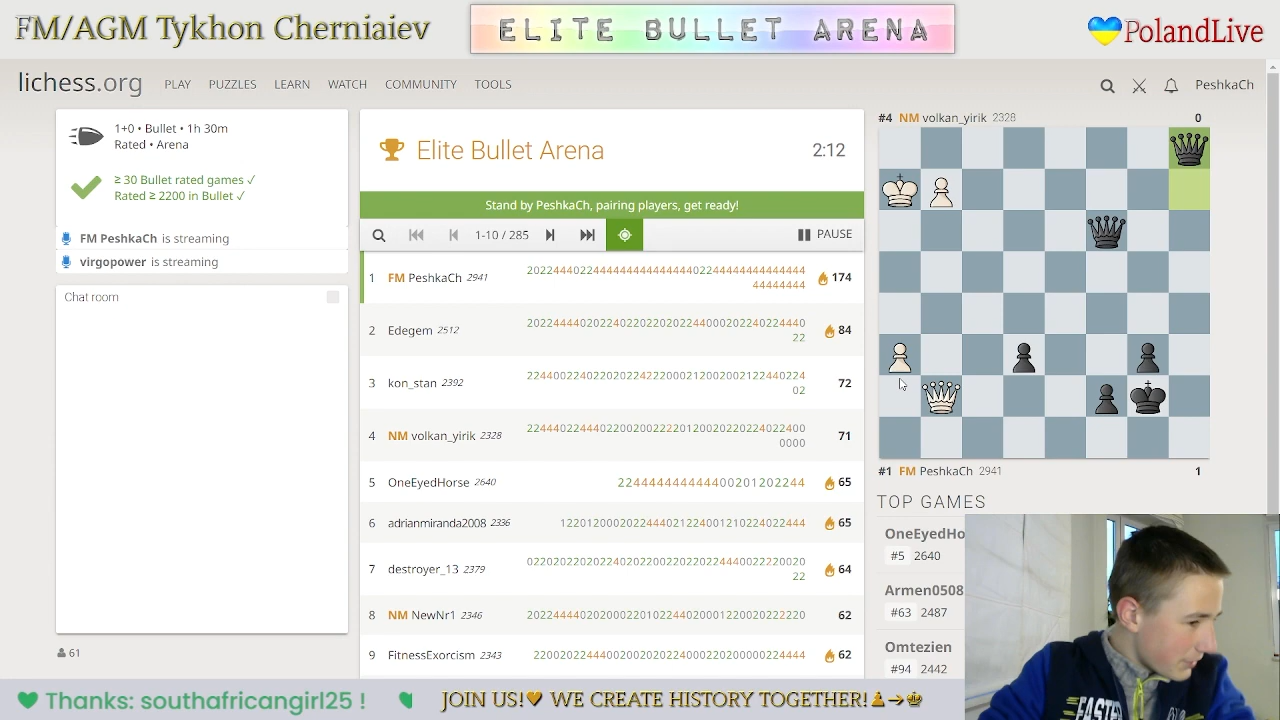 FM/AGM Tykhon Cherniaiev
ELITE BULLET ARENA
PolandLive
lichess.org PLAY PUZZLES LEARN WATCH COMMUNITY TOOLS PeshkaCh
1+0 • Bullet • 1h 30m
Rated • Arena
≥ 30 Bullet rated games ✓
Rated ≥ 2200 in Bullet ✓
FM PeshkaCh is streaming
virgopower is streaming
Chat room
61
Elite Bullet Arena 2:12
Stand by PeshkaCh, pairing players, get ready!
1-10 / 285 PAUSE
1 FM PeshkaCh 2941 174
2 Edegem 2512 84
22
3 kon_stan 2392 72
02
4 NM volkan_yirik 2328 71
0000
5 OneEyedHorse 2640 65
6 adrianmiranda2008 2336 65
7 destroyer_13 2379 64
22
8 NM NewNr1 2346 62
9 FitnessExorcism 2343 62
#4 NM volkan_yirik 2328 0
#1 FM PeshkaCh 2941 1
TOP GAMES
OneEyedHo
#5 2640
Armen0508
#63 2487
Omtezien
#94 2442
EASTER
Thanks: southafricangirl25 !
JOIN US! WE CREATE HISTORY TOGETHER!